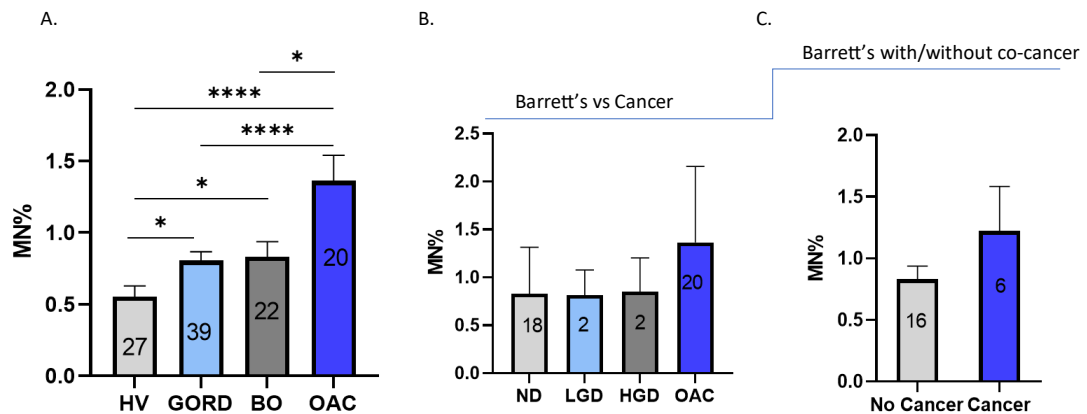 A.
B.
C.
Barrett's with/without co-cancer
Barrett's vs Cancer
*
****
****
*
*
MN%
2.0
1.5
1.0
0.5
0.0
27
39
22
20
HV GORD BO OAC
MN%
2.5
2.0
1.5
1.0
0.5
0.0
18
2
2
20
ND LGD HGD OAC
MN%
2.0
1.5
1.0
0.5
0.0
16
6
No Cancer Cancer